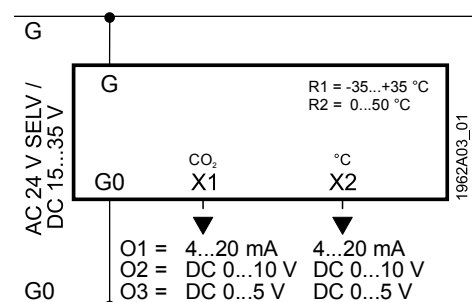 G
G
R1 = -35...+35 °C
R2 = 0...50 °C
AC 24 V SELV /
DC 15...35 V
1962A03_01
CO₂ °C
G0 X1 X2
O1 = 4...20 mA 4...20 mA
O2 = DC 0...10 V DC 0...10 V
O3 = DC 0...5 V DC 0...5 V
G0